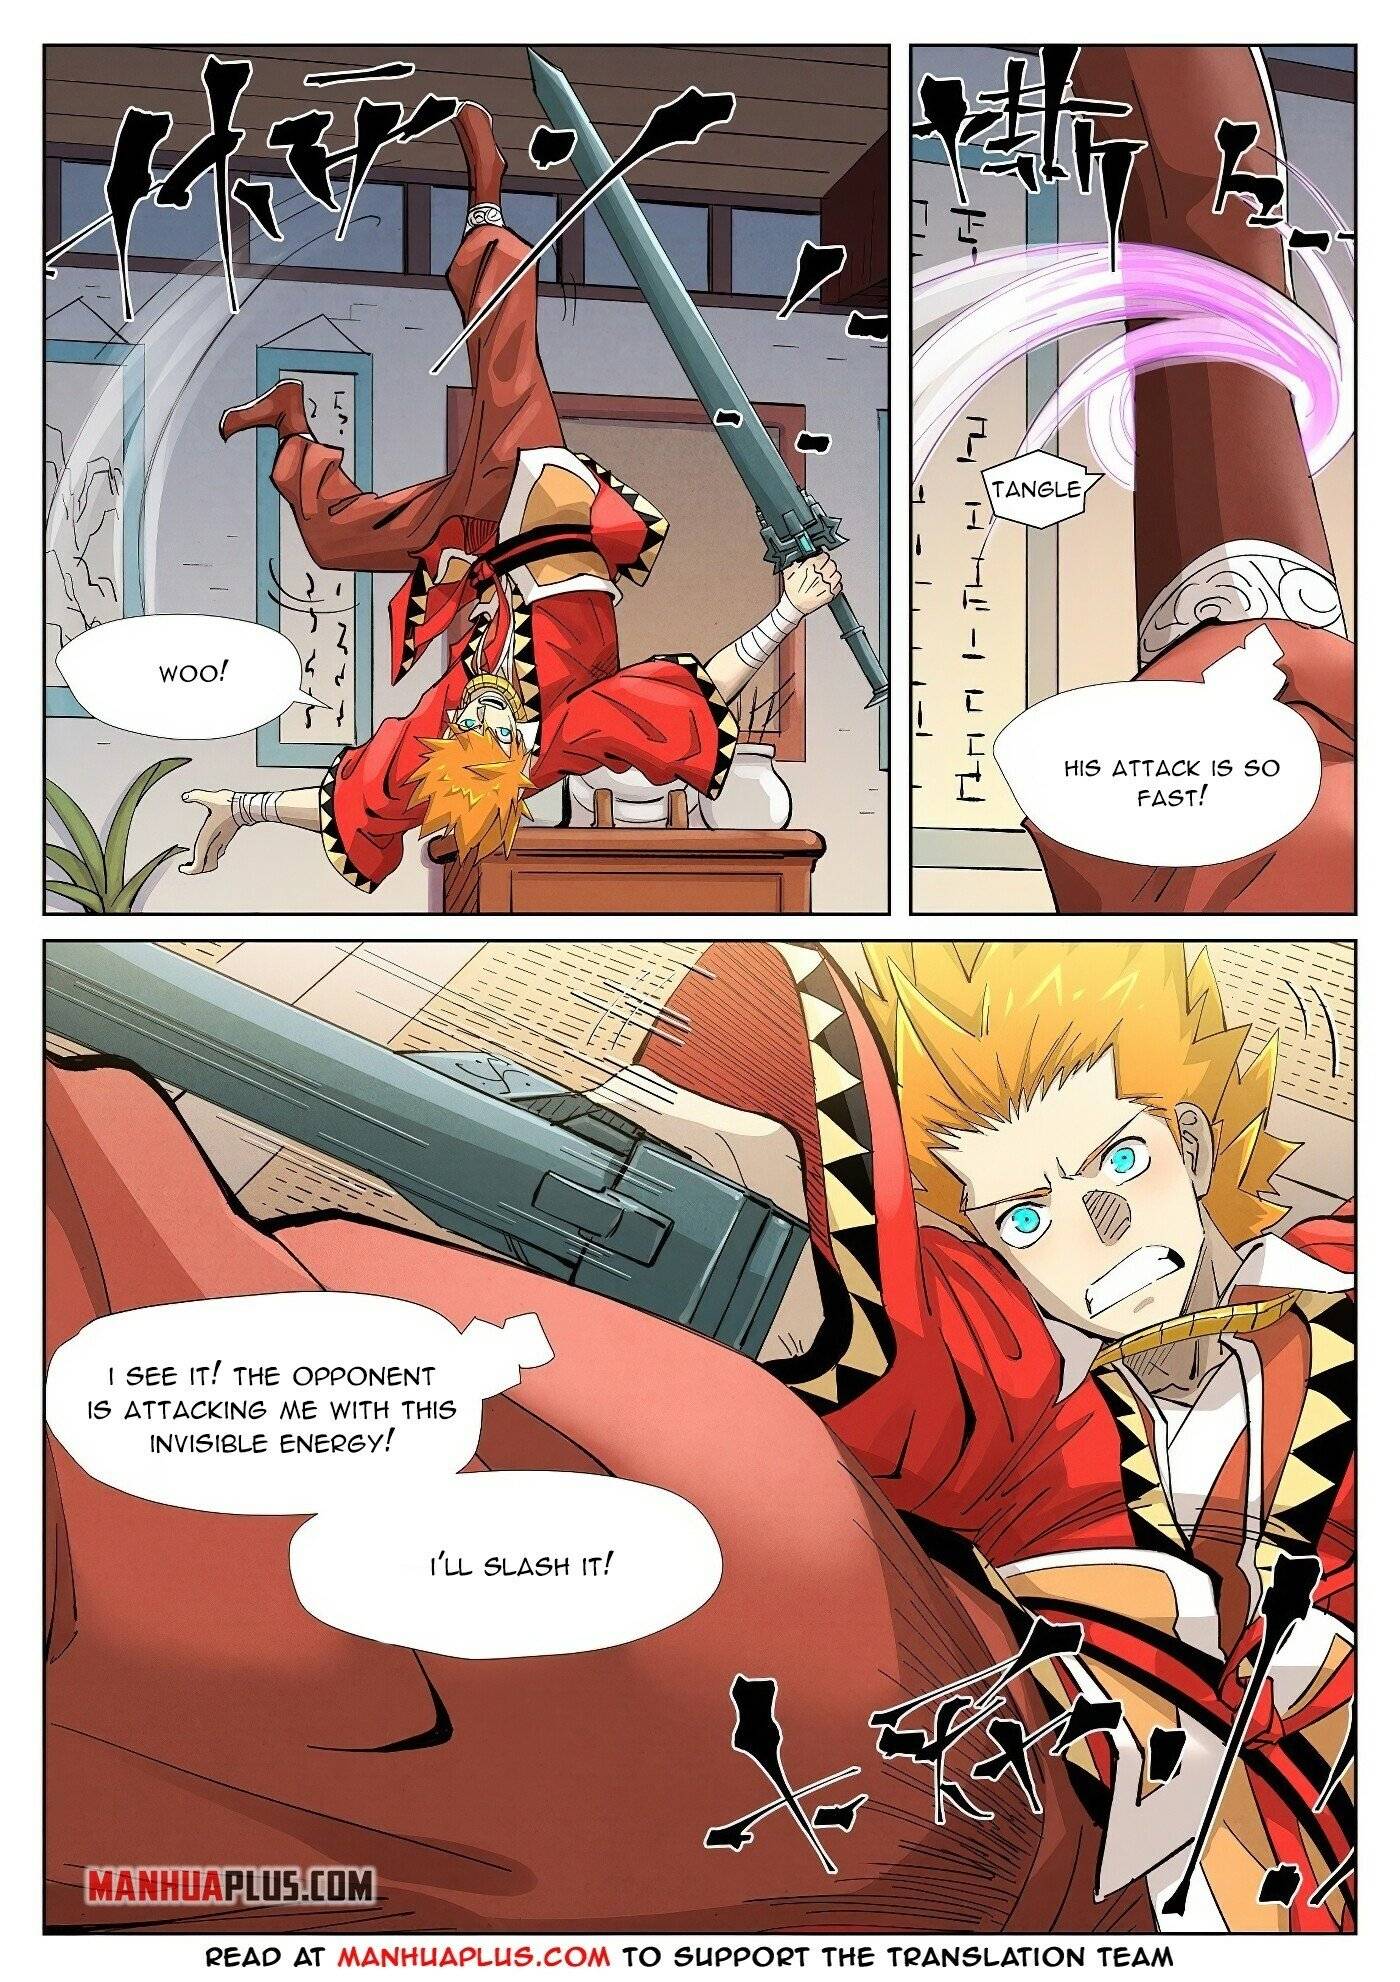 WOO!
TANGLE
HIS ATTACK IS SO
FAST!
I SEE IT! THE OPPONENT
IS ATTACKING ME WITH THIS
INVISIBLE ENERGY!
I'LL SLASH IT!
MANHUAPLUS.COM
READ AT MANHUAPLUS.COM TO SUPPORT THE TRANSLATION TEAM